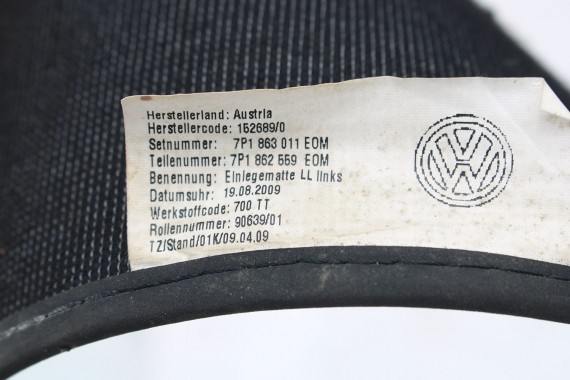 Herstellerland: Austria
Herstellercode: 152689/0
Setnummer: 7P1 863 011 EOM
Teilenummer: 7P1 862 559 EOM
Benennung: Einlegematte LL links
Datumsuhr: 19.08.2009
Werkstoffcode: 700 TT
Rollennummer: 90639/01
TZ/Stand/01K/09.04.09
VW